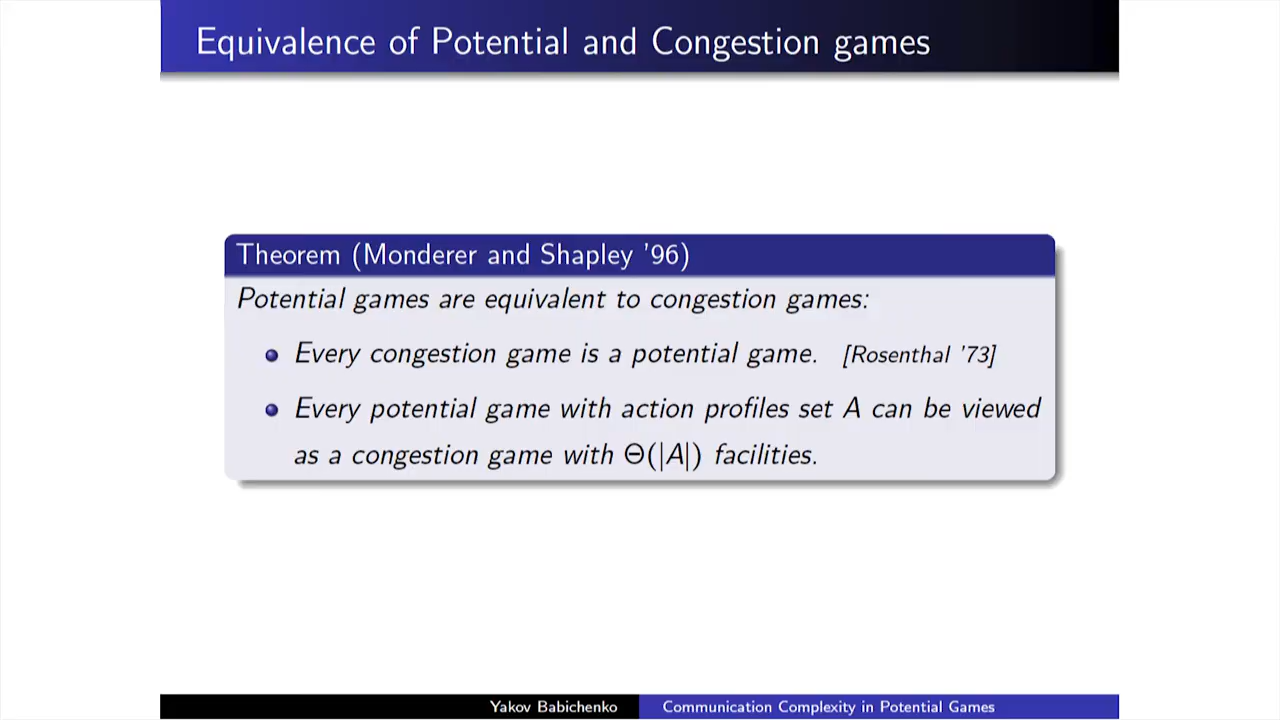 Equivalence of Potential and Congestion games
Theorem (Monderer and Shapley '96)
Potential games are equivalent to congestion games:
Every congestion game is a potential game. [Rosenthal '73]
Every potential game with action profiles set A can be viewed
as a congestion game with Θ(|A|) facilities.
Yakov Babichenko
Communication Complexity in Potential Games